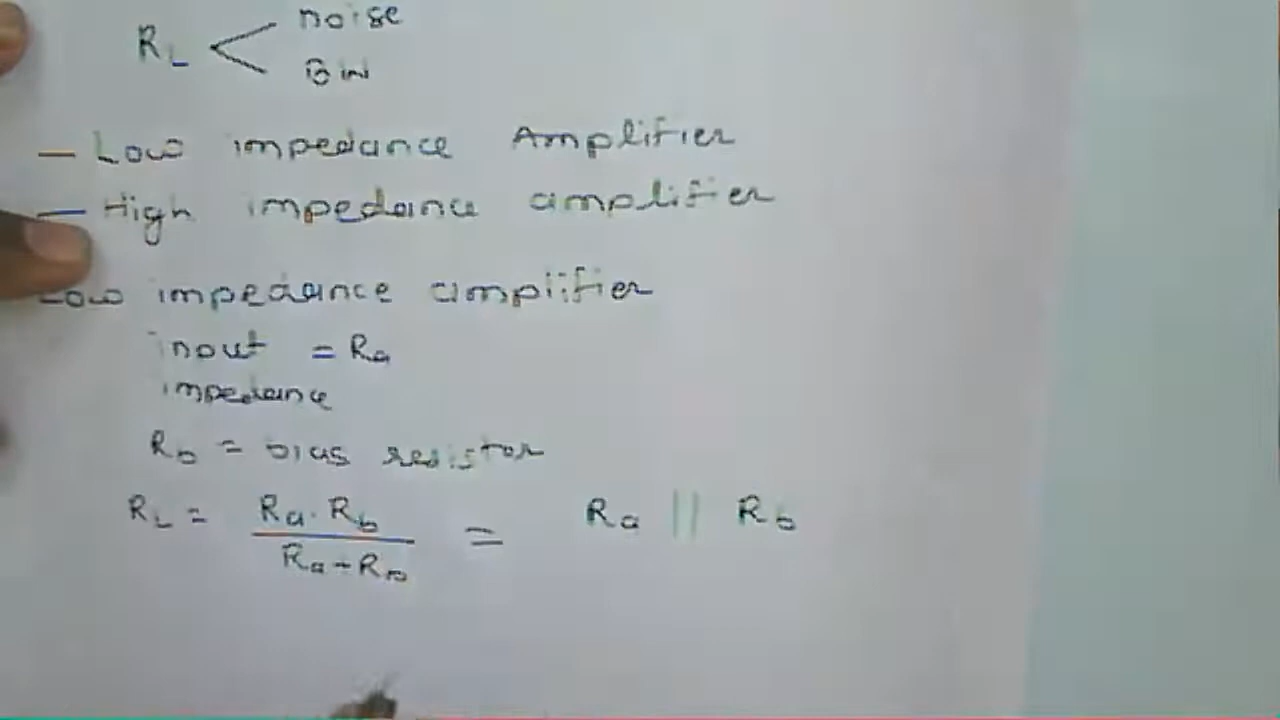 noise
RL <
BW
- Low impedance Amplifier
- High impedance amplifier
Low impedance amplifier
input = Ra
impedance
Rb = bias resistor
RL = Ra . Rb / Ra + Rb = Ra || Rb